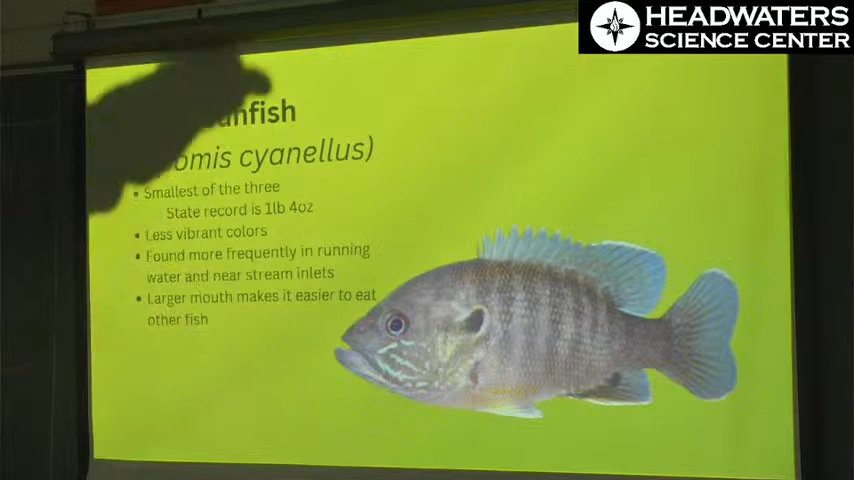 HEADWATERS
SCIENCE CENTER
nfish
omis cyanellus)
• Smallest of the three
State record is 1lb 4oz
• Less vibrant colors
• Found more frequently in running
water and near stream inlets
• Larger mouth makes it easier to eat
other fish